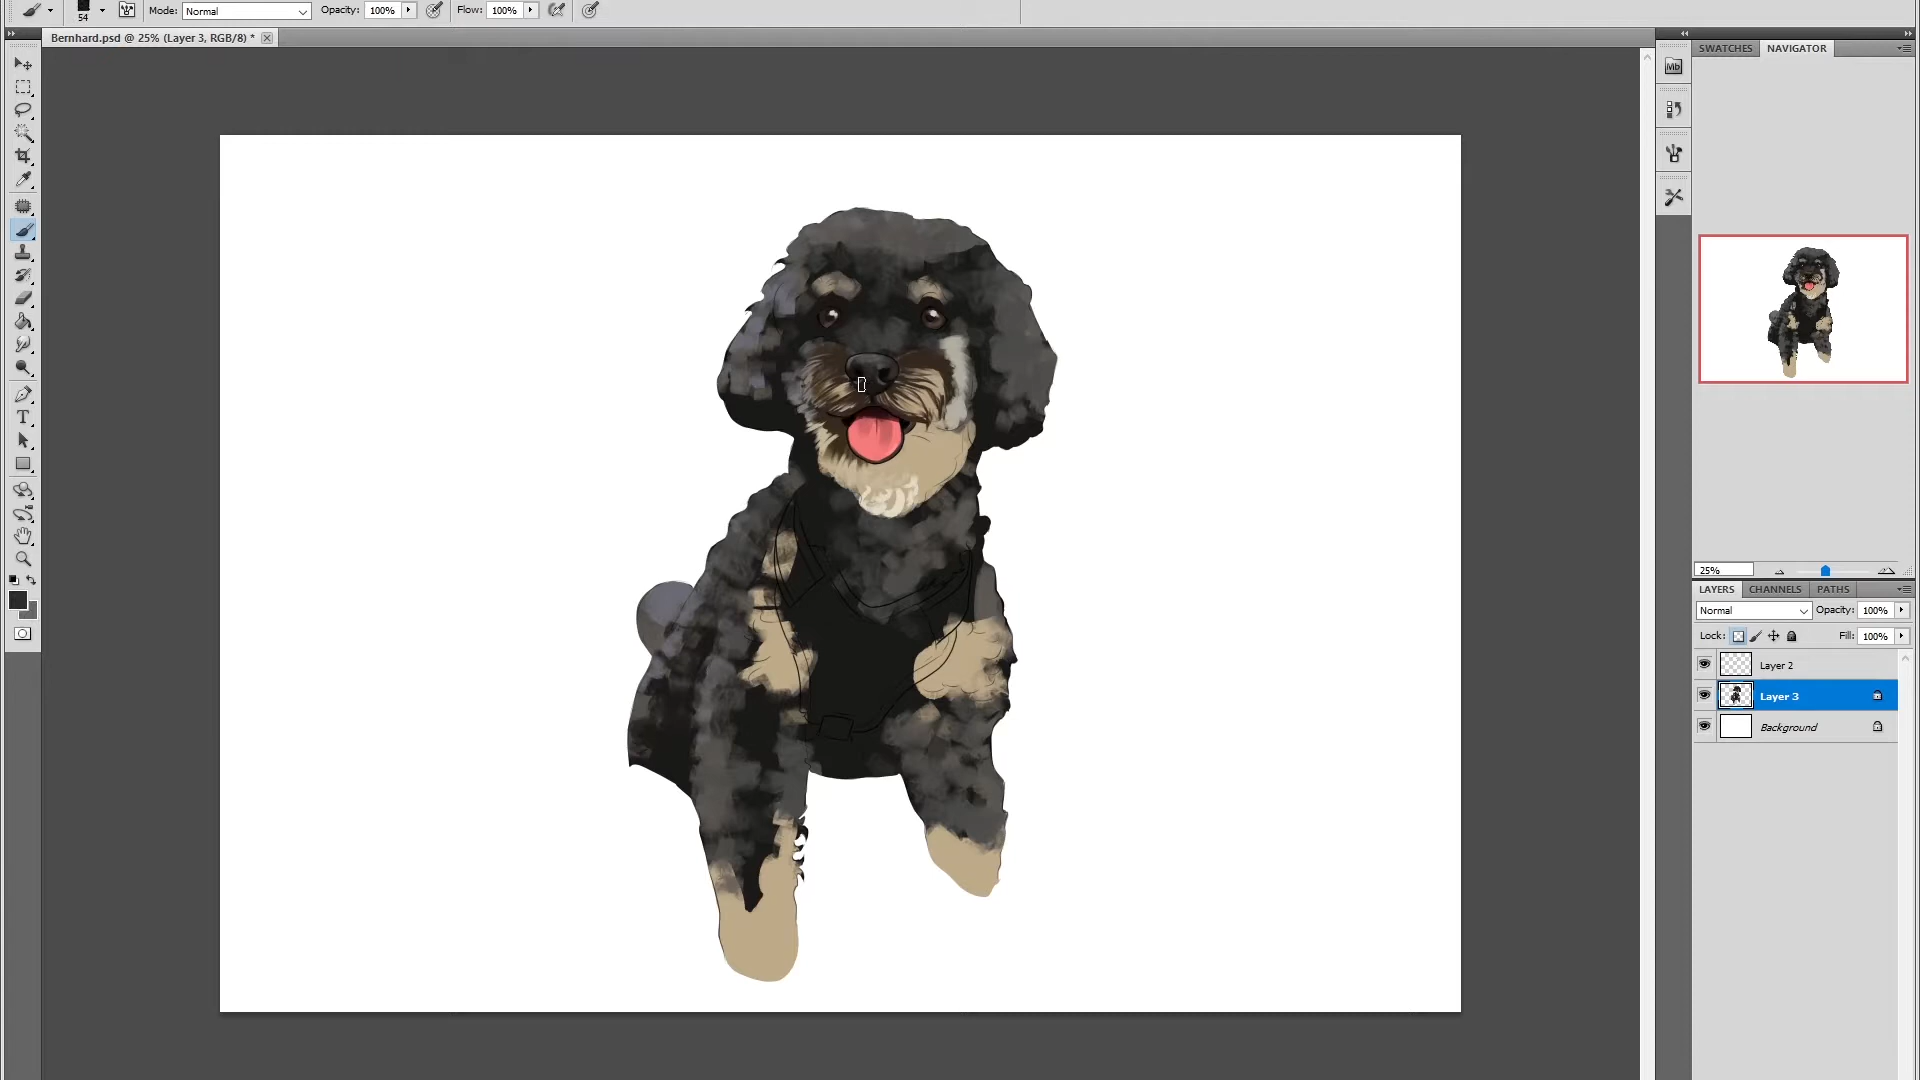 54
Mode: Normal
Opacity: 100%
Flow: 100%
Bernhard.psd @ 25% (Layer 3, RGB/8) *
SWATCHES NAVIGATOR
Mb
T
25%
LAYERS CHANNELS PATHS
Normal
Opacity: 100%
Lock:
Fill: 100%
Layer 2
Layer 3
Background